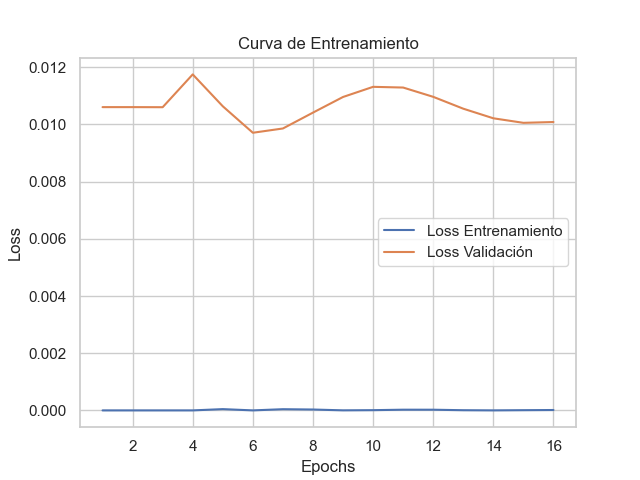 Curva de Entrenamiento
0.012
0.010
0.008
0.006
0.004
0.002
0.000
Loss
Loss Entrenamiento
Loss Validación
2 4 6 8 10 12 14 16
Epochs